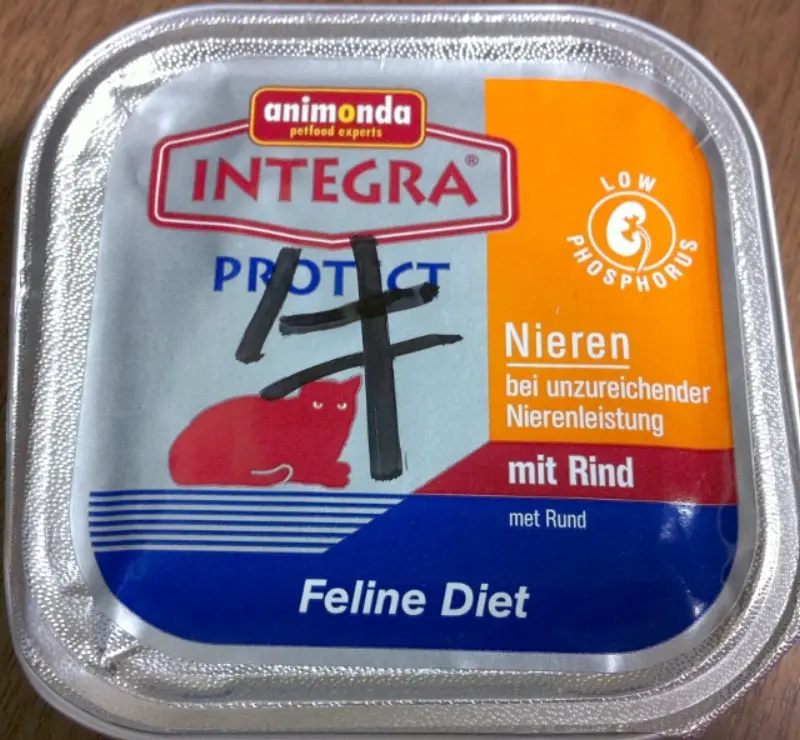 animonda
petfood experts
INTEGRA®
PROTECT
牛
LOW
PHOSPHORUS
Nieren
bei unzureichender
Nierenleistung
mit Rind
met Rund
Feline Diet